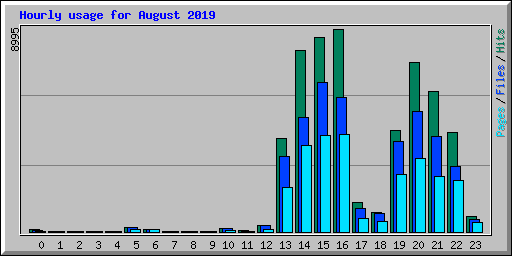 Hourly usage for August 2019
8995
Pages / Files / Hits
0 1 2 3 4 5 6 7 8 9 10 11 12 13 14 15 16 17 18 19 20 21 22 23